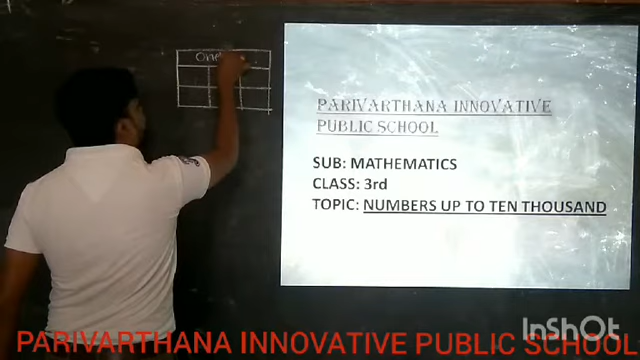 One
PARIVARTHANA INNOVATIVE
PUBLIC SCHOOL
SUB: MATHEMATICS
CLASS: 3rd
TOPIC: NUMBERS UP TO TEN THOUSAND
InShOt
PARIVARTHANA INNOVATIVE PUBLIC SCHOOL